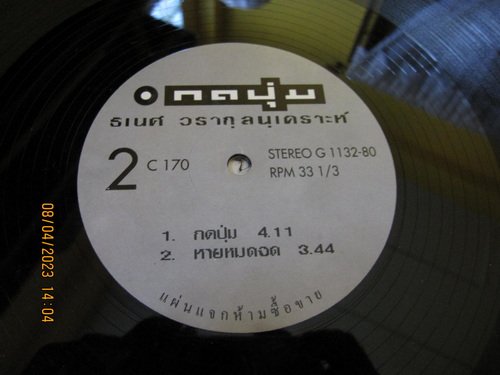 กดปุ่ม
ธเนศ วรากุลนุเคราะห์
2 C 170
STEREO G 1132-80
RPM 33 1/3
1. กดปุ่ม 4.11
2. หายหมดจด 3.44
แผ่นแจกห้ามซื้อขาย
08/04/2023 14:04